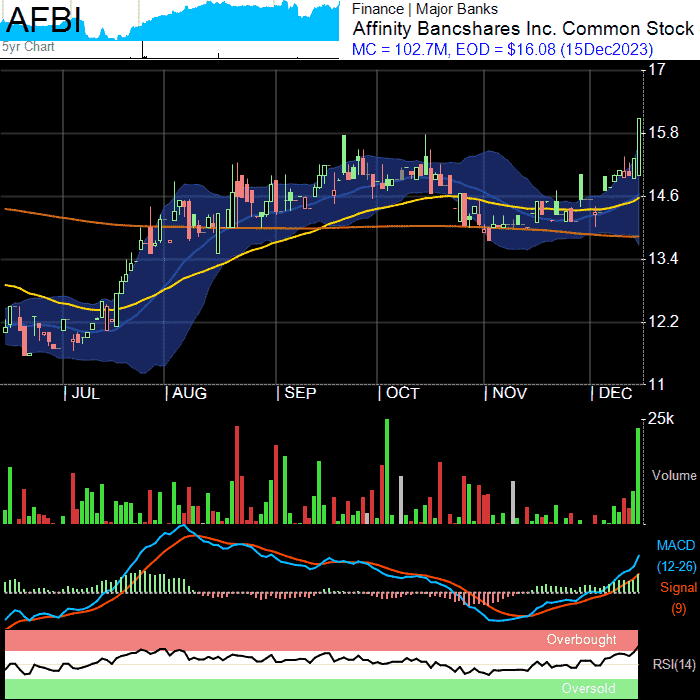 AFBI
5yr Chart
Finance | Major Banks
Affinity Bancshares Inc. Common Stock
MC = 102.7M, EOD = $16.08 (15Dec2023)
17
15.8
14.6
13.4
12.2
11
JUL AUG SEP OCT NOV DEC
25k
Volume
MACD
(12-26)
Signal
(9)
Overbought
RSI(14)
Oversold